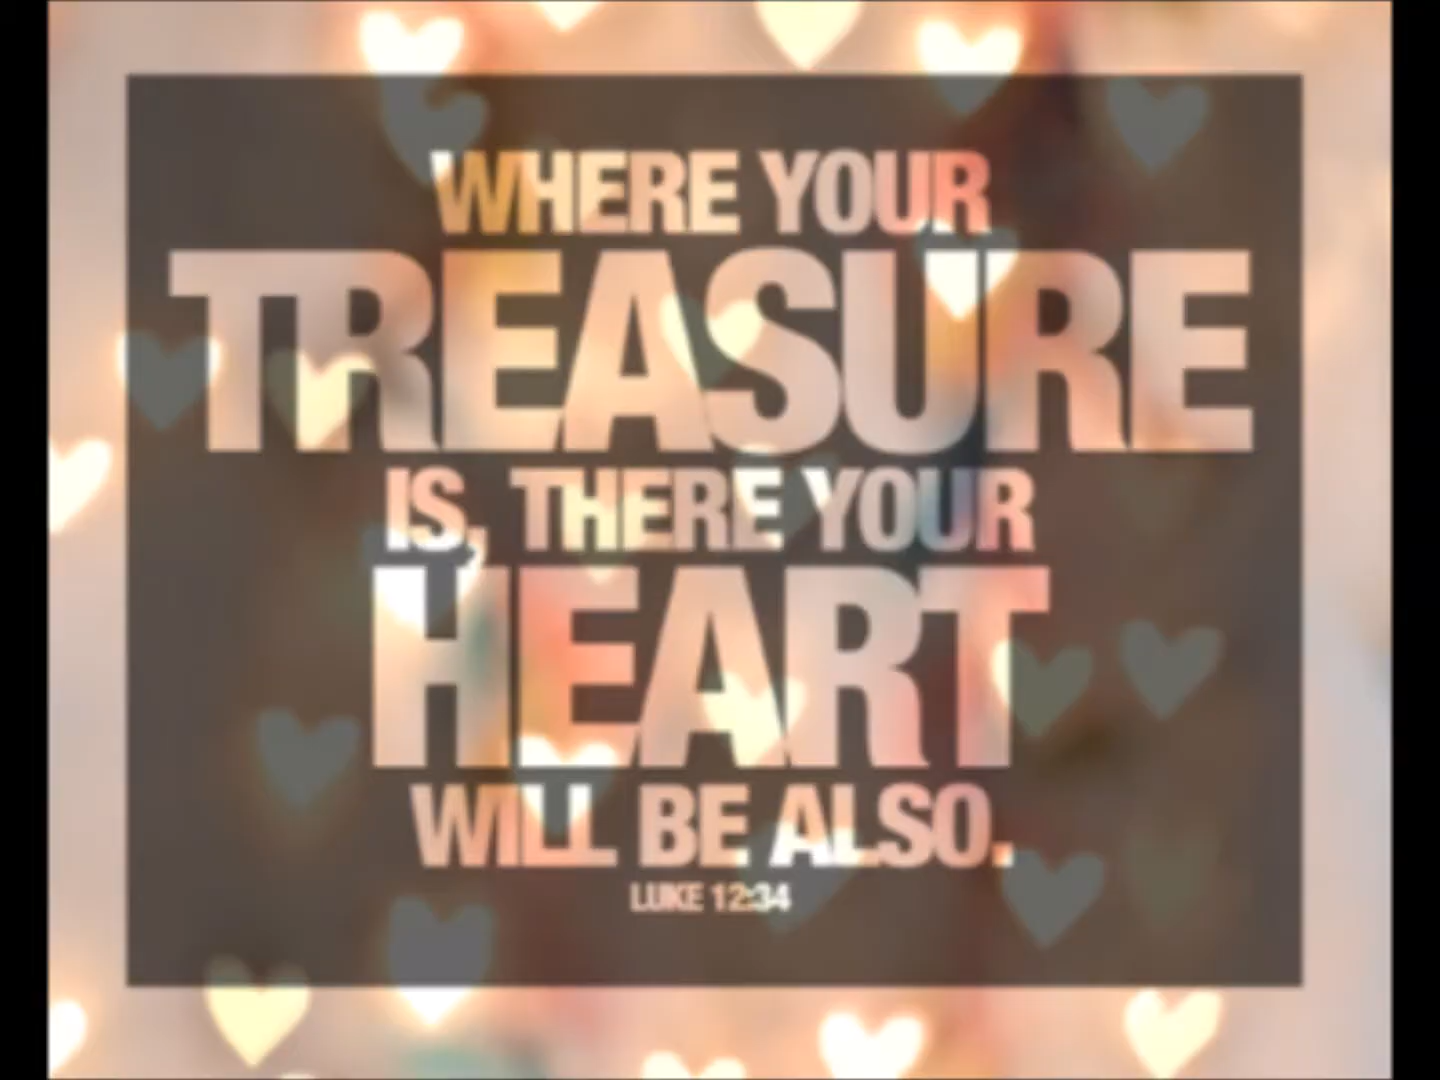 WHERE YOUR
TREASURE
IS, THERE YOUR
HEART
WILL BE ALSO.
LUKE 12:34